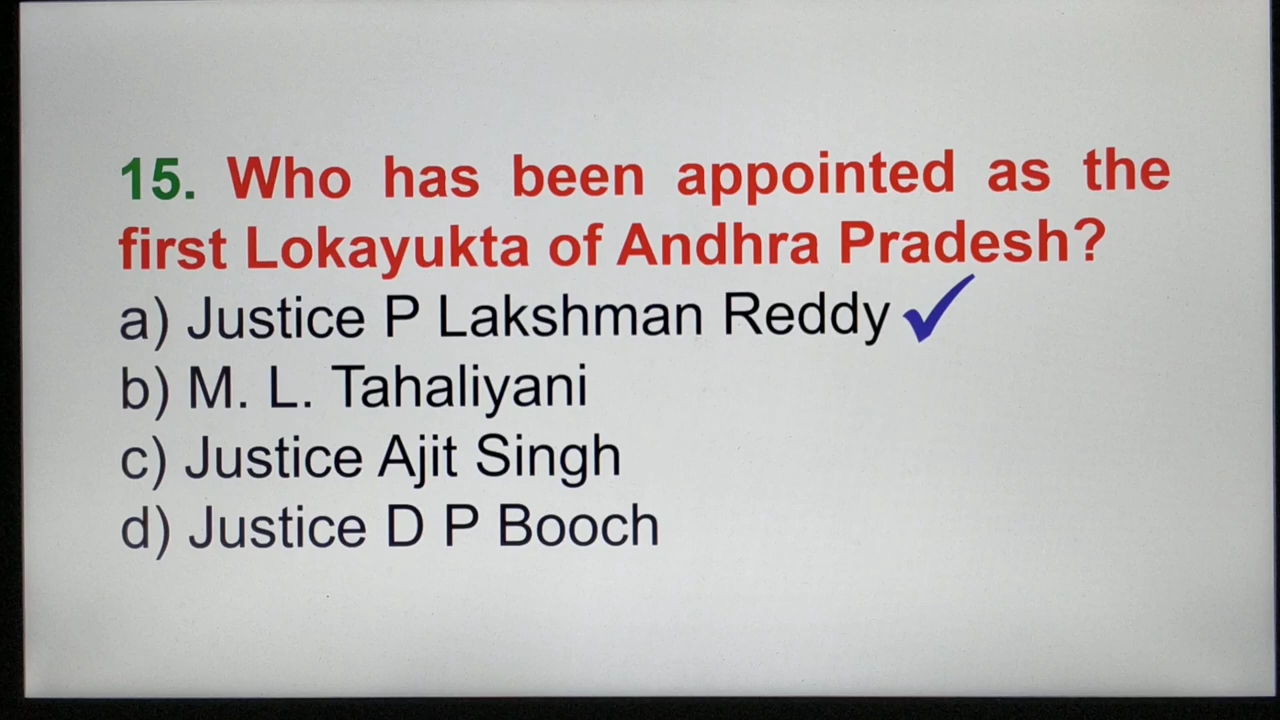 15. Who has been appointed as the
first Lokayukta of Andhra Pradesh?
a) Justice P Lakshman Reddy
b) M. L. Tahaliyani
c) Justice Ajit Singh
d) Justice D P Booch